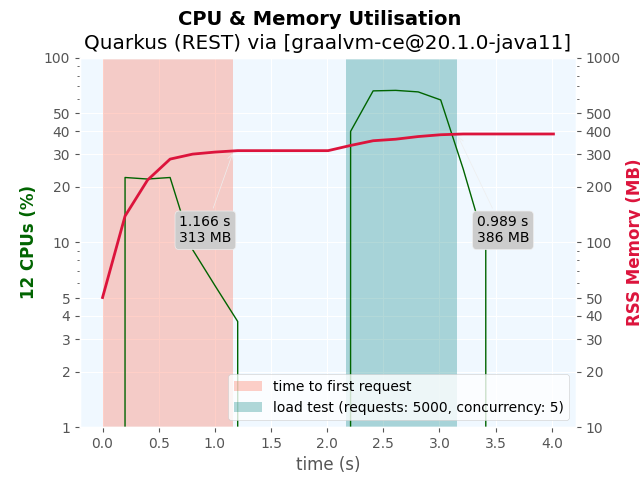 CPU & Memory Utilisation
Quarkus (REST) via [graalvm-ce@20.1.0-java11]
100
50
40
30
20
10
5
4
3
2
1
12 CPUs (%)
1000
500
400
300
200
100
50
40
30
20
10
RSS Memory (MB)
1.166 s
313 MB
0.989 s
386 MB
time to first request
load test (requests: 5000, concurrency: 5)
0.0 0.5 1.0 1.5 2.0 2.5 3.0 3.5 4.0
time (s)